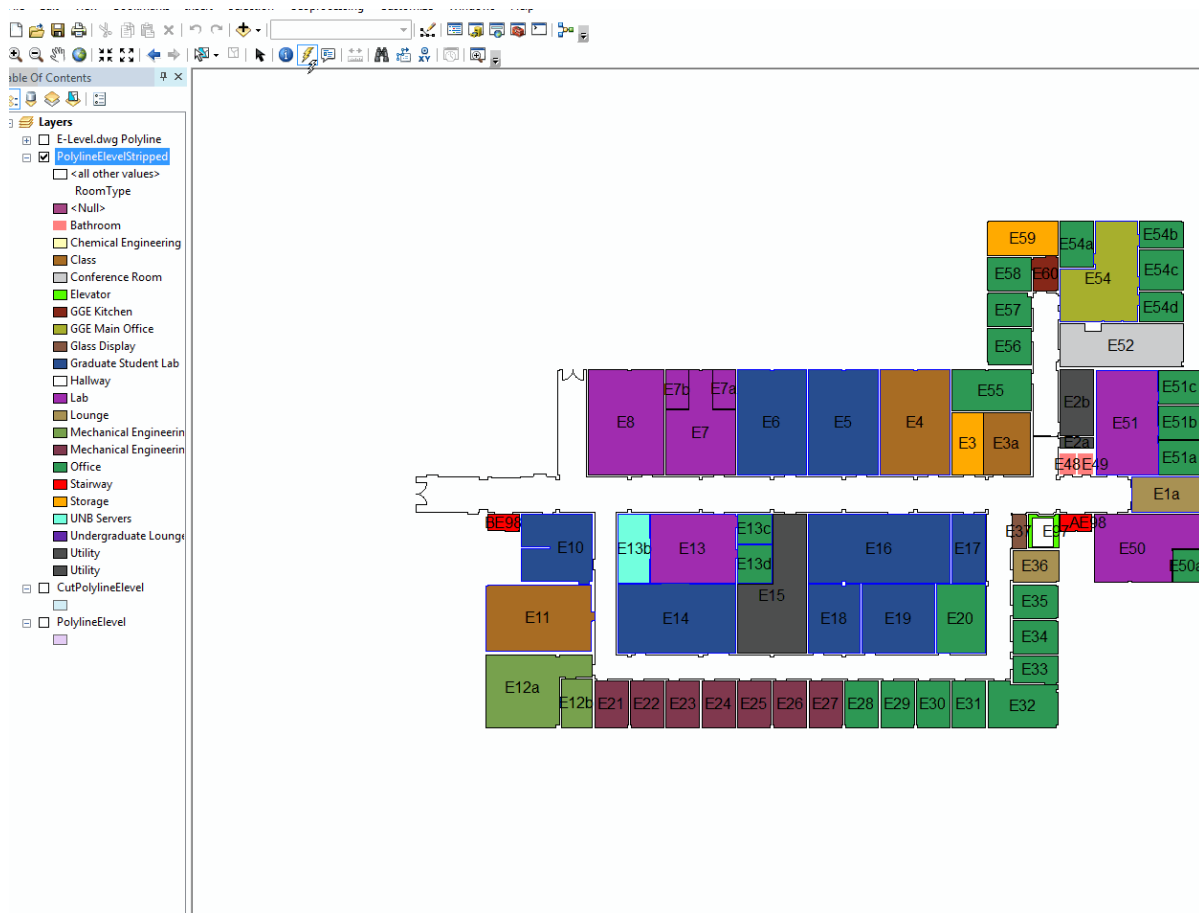 Table Of Contents
Layers
E-Level.dwg Polyline
PolylineElevelStripped
<all other values>
RoomType
<Null>
Bathroom
Chemical Engineering
Class
Conference Room
Elevator
GGE Kitchen
GGE Main Office
Glass Display
Graduate Student Lab
Hallway
Lab
Lounge
Mechanical Engineerin
Mechanical Engineerin
Office
Stairway
Storage
UNB Servers
Undergraduate Lounge
Utility
Utility
CutPolylineElevel
PolylineElevel
E59 E54a E54b
E58 E60 E54 E54c
E57 E54d
E56 E52
E7b E7a E55 E51c
E8 E7 E6 E5 E4 E3 E3a E2b E51 E51b
E2a E51a
E48 E49
E1a
BE98 E13c E37 E97 AE98
E10 E13b E13 E13d E16 E17 E36 E50 E50a
E15 E35
E11 E14 E18 E19 E20 E34
E33
E12a E12b E21 E22 E23 E24 E25 E26 E27 E28 E29 E30 E31 E32